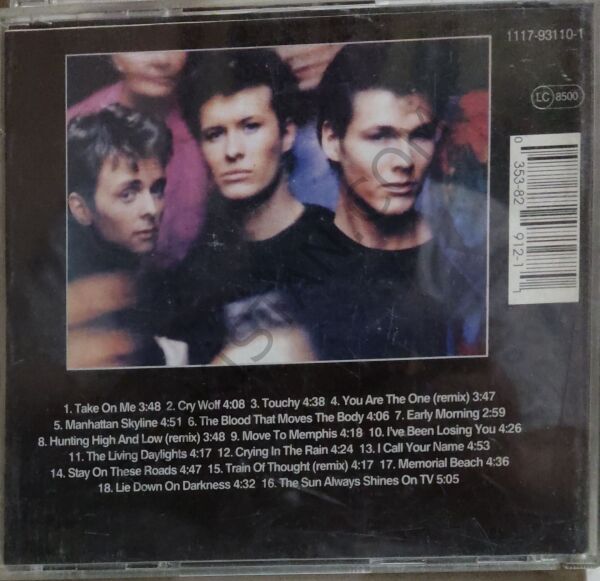 1117-93110-1
LC 8500
0 353-82 912-1 1
1. Take On Me 3:48 2. Cry Wolf 4:08 3. Touchy 4:38 4. You Are The One (remix) 3:47
5. Manhattan Skyline 4:51 6. The Blood That Moves The Body 4:06 7. Early Morning 2:59
8. Hunting High And Low (remix) 3:48 9. Move To Memphis 4:18 10. I've Been Losing You 4:26
11. The Living Daylights 4:17 12. Crying In The Rain 4:24 13. I Call Your Name 4:53
14. Stay On These Roads 4:47 15. Train Of Thought (remix) 4:17 17. Memorial Beach 4:36
18. Lie Down On Darkness 4:32 16. The Sun Always Shines On TV 5:05